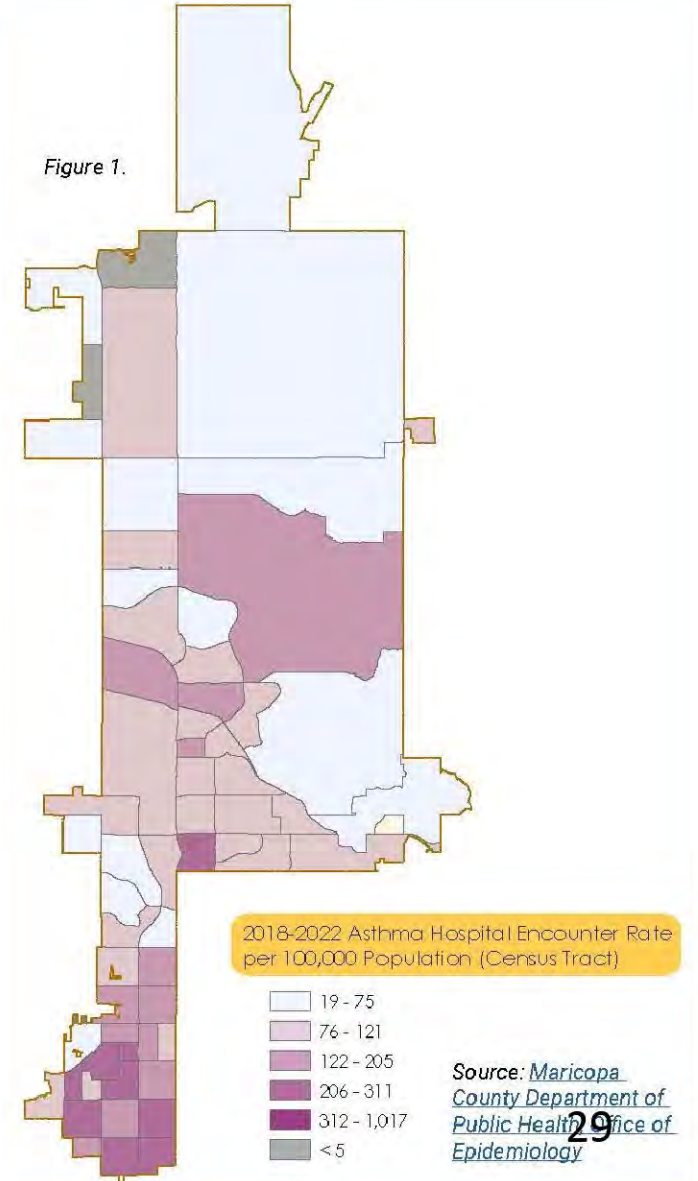 Figure 1.
2018-2022 Asthma Hospital Encounter Rate
per 100,000 Population (Census Tract)
19 - 75
76 - 121
122 - 205
206 - 311
312 - 1,017
< 5
Source: Maricopa
County Department of
Public Health Office of
Epidemiology
29